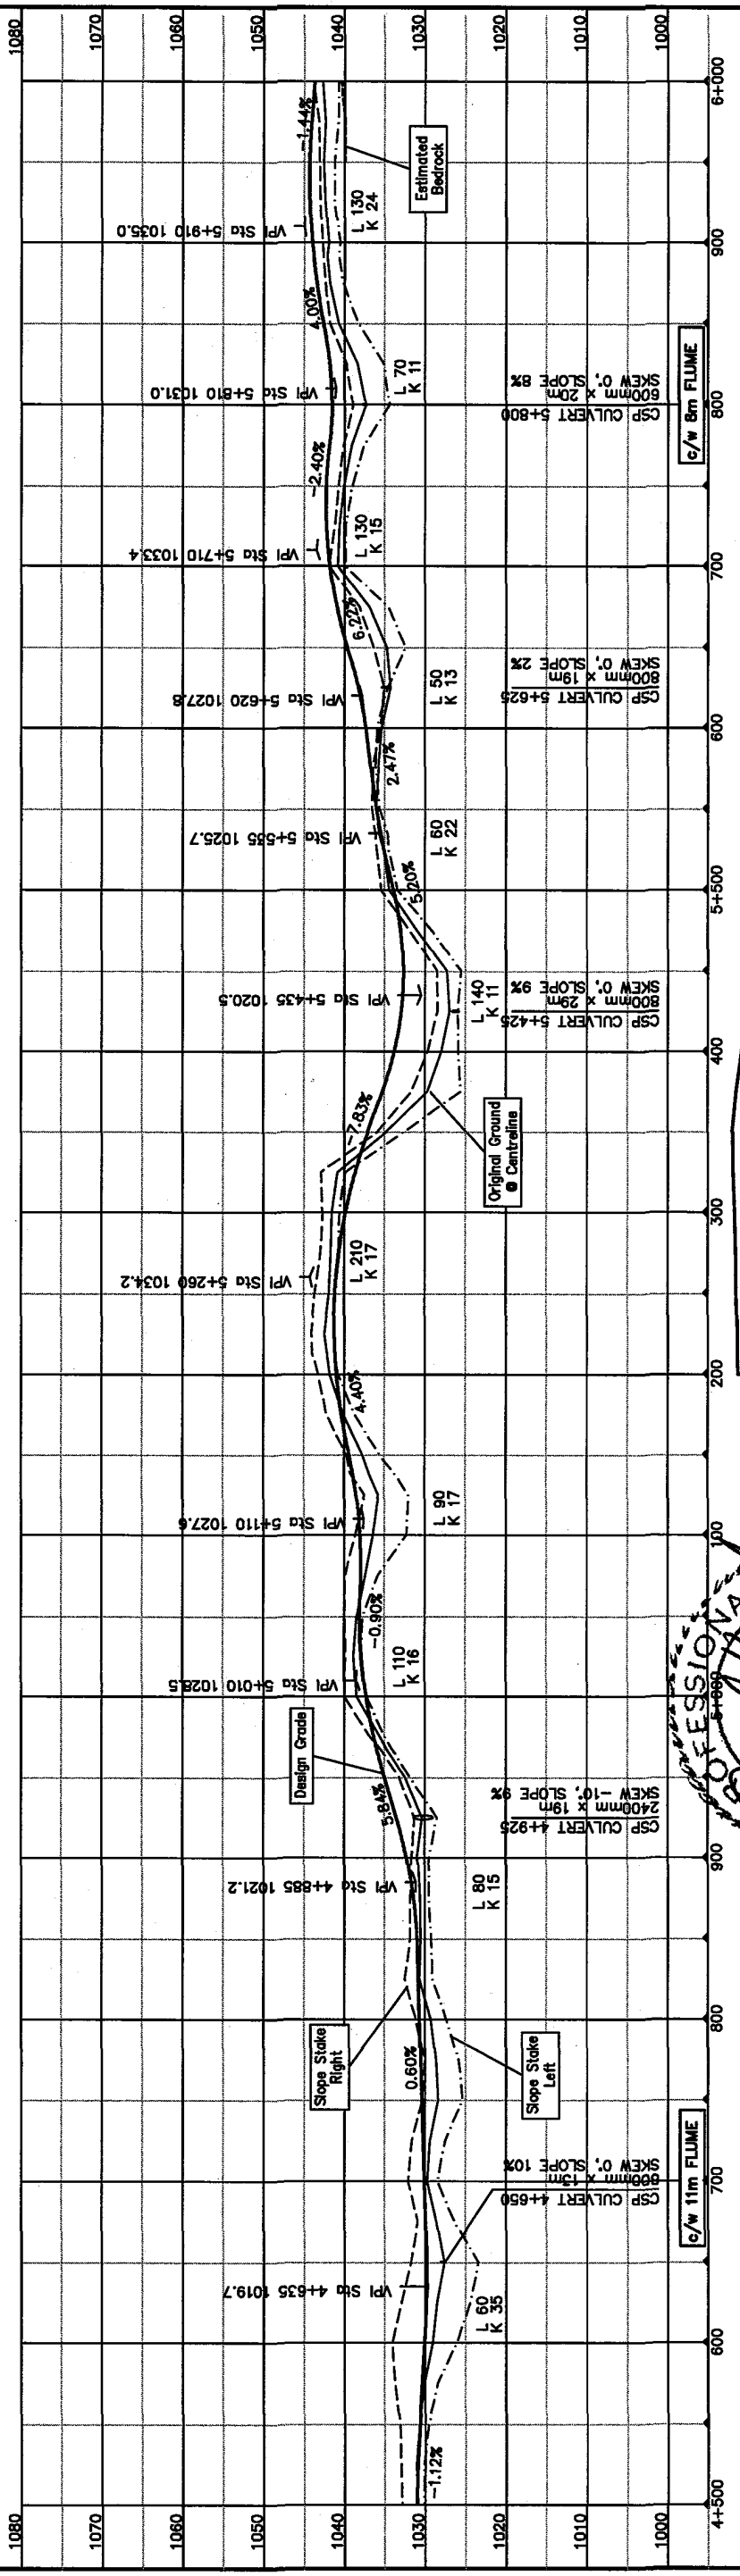 1080
1070
1060
1050
1040
1030
1020
1010
1000
6+000
-1.44%
Estimated
Bedrock
L 130
K 24
VPI Sta 5+910 1035.0
900
4.00%
VPI Sta 5+810 1031.0
L 70
K 11
CSP CULVERT 5+800
600mm x 20m
SKEW 0°, SLOPE 8%
c/w 8m FLUME
800
-2.40%
VPI Sta 5+710 1033.4
L 130
K 15
700
6.22%
VPI Sta 5+620 1027.8
L 50
K 13
CSP CULVERT 5+625
800mm x 19m
SKEW 0°, SLOPE 2%
600
2.47%
VPI Sta 5+535 1025.7
L 60
K 22
5+500
5.20%
VPI Sta 5+435 1020.5
L 140
K 11
CSP CULVERT 5+425
800mm x 29m
SKEW 0°, SLOPE 9%
400
-7.83%
Original Ground
@ Centreline
300
VPI Sta 5+260 1034.2
L 210
K 17
200
4.40%
VPI Sta 5+110 1027.6
L 90
K 17
100
-0.90%
VPI Sta 5+010 1028.5
L 110
K 16
5+000
Design Grade
5.84%
CSP CULVERT 4+925
2400mm x 19m
SKEW -10°, SLOPE 9%
900
VPI Sta 4+885 1021.2
L 80
K 15
800
Slope Stake
Right
0.60%
Slope Stake
Left
700
CSP CULVERT 4+650
600mm x 13m
SKEW 0°, SLOPE 10%
c/w 11m FLUME
VPI Sta 4+635 1019.7
L 60
K 35
600
-1.12%
4+500
1080
1070
1060
1050
1040
1030
1020
1010
1000